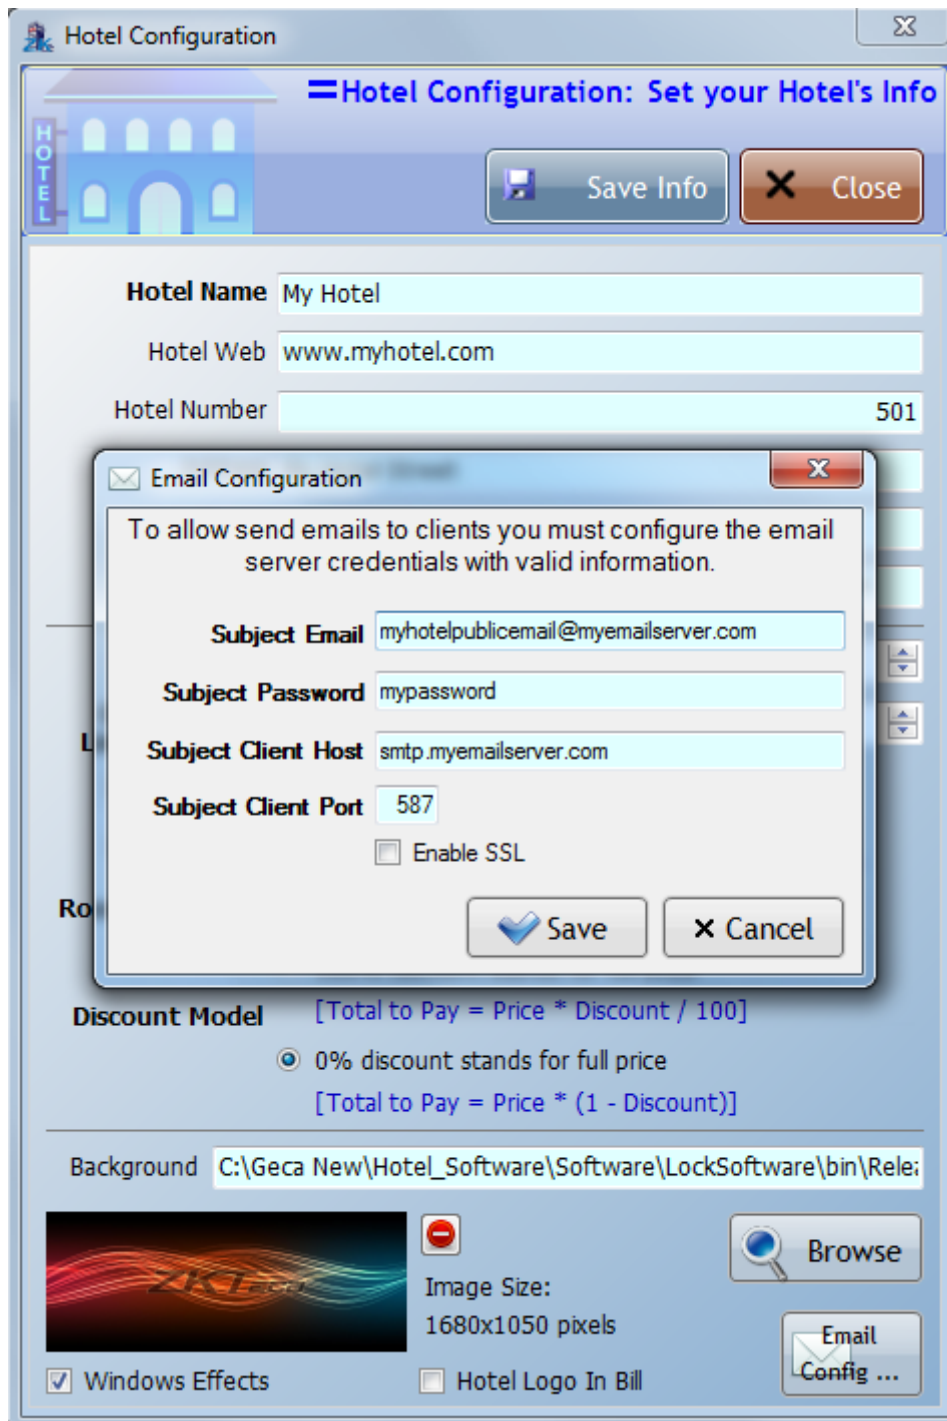 Hotel Configuration
=Hotel Configuration: Set your Hotel's Info
HOTEL
Save Info
Close
Hotel Name My Hotel
Hotel Web www.myhotel.com
Hotel Number 501
Email Configuration
To allow send emails to clients you must configure the email
server credentials with valid information.
Subject Email myhotelpublicemail@myemailserver.com
Subject Password mypassword
Subject Client Host smtp.myemailserver.com
Subject Client Port 587
Enable SSL
Save
Cancel
Discount Model [Total to Pay = Price * Discount / 100]
0% discount stands for full price
[Total to Pay = Price * (1 - Discount)]
Background C:\Geca New\Hotel_Software\Software\LockSoftware\bin\Relea
ZKTeco
Image Size:
1680x1050 pixels
Browse
Email
Config ...
Windows Effects
Hotel Logo In Bill